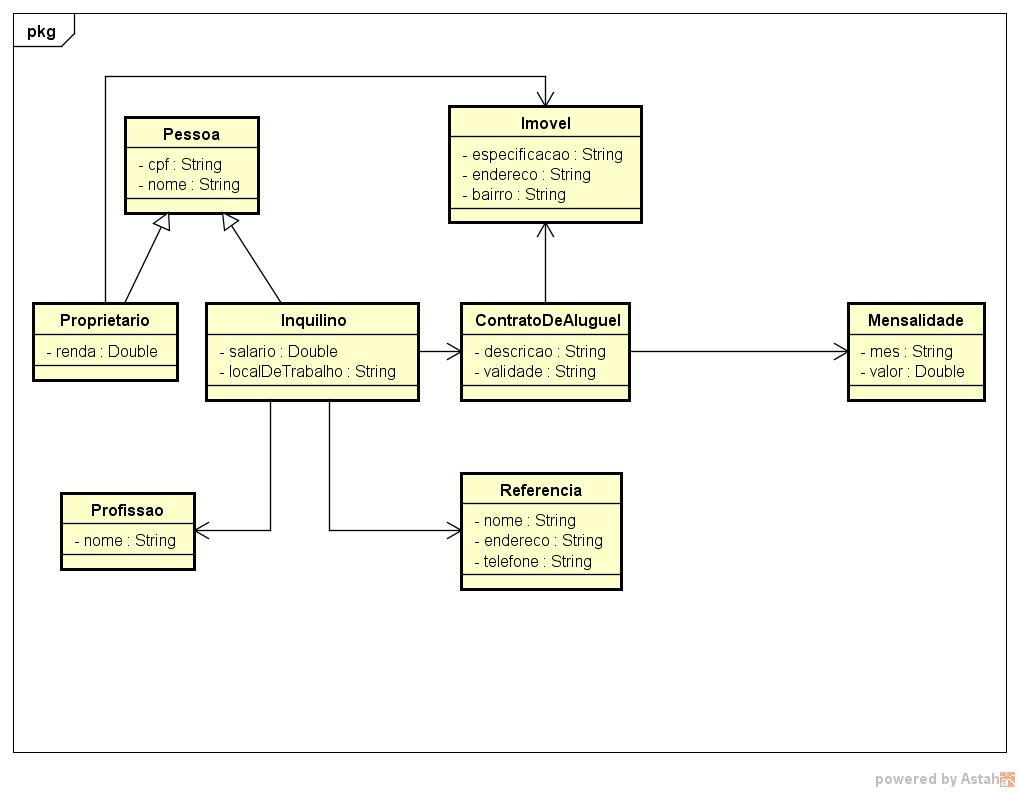 pkg
Pessoa
- cpf : String
- nome : String
Imovel
- especificacao : String
- endereco : String
- bairro : String
Proprietario
- renda : Double
Inquilino
- salario : Double
- localDeTrabalho : String
ContratoDeAluguel
- descricao : String
- validade : String
Mensalidade
- mes : String
- valor : Double
Profissao
- nome : String
Referencia
- nome : String
- endereco : String
- telefone : String
powered by Astah